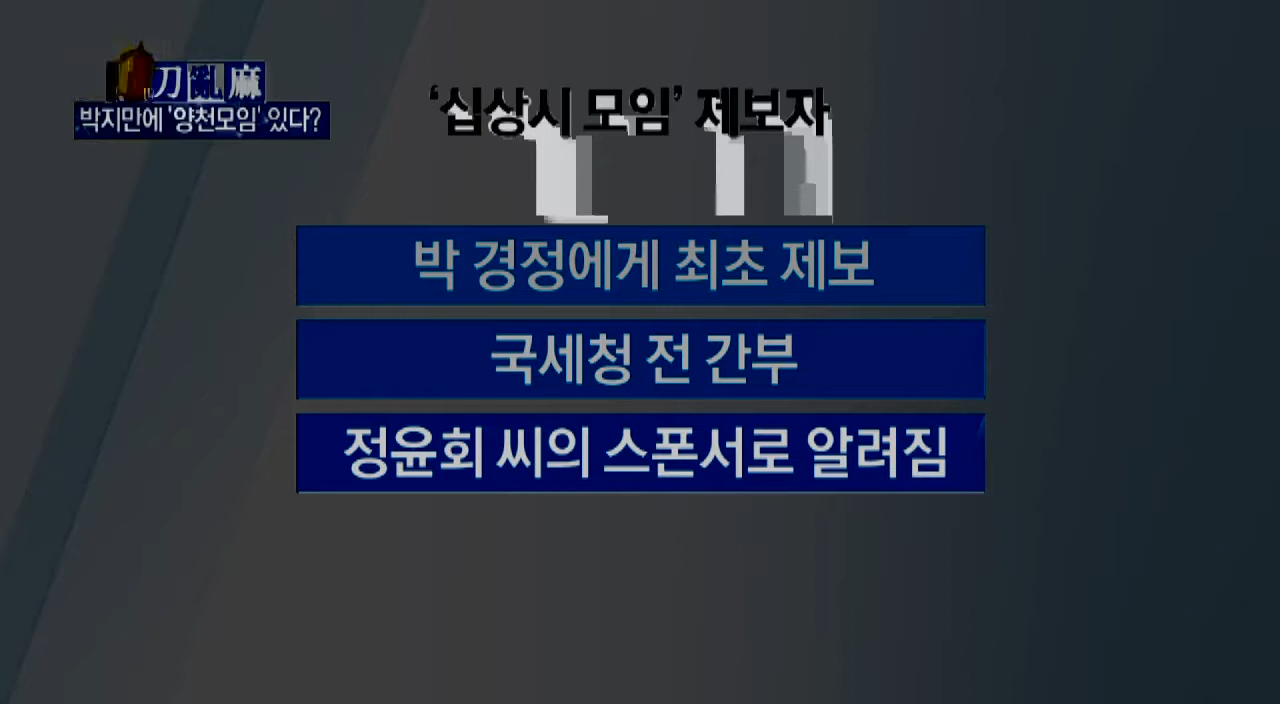 刀亂麻
박지만에 '양천모임' 있다?
‘십상시 모임’ 제보자
박 경정에게 최초 제보
국세청 전 간부
정윤회 씨의 스폰서로 알려짐